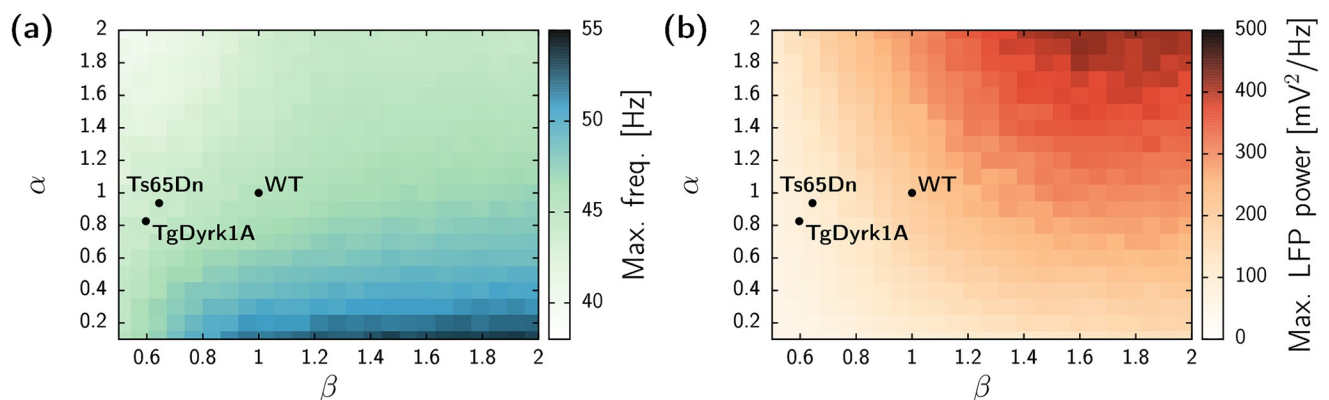 (a)
2
1.8
1.6
1.4
1.2
1
0.8
0.6
0.4
0.2
α
Ts65Dn
WT
TgDyrk1A
0.6 0.8 1 1.2 1.4 1.6 1.8 2
β
55
50
45
40
Max. freq. [Hz]
(b)
2
1.8
1.6
1.4
1.2
1
0.8
0.6
0.4
0.2
α
Ts65Dn
WT
TgDyrk1A
0.6 0.8 1 1.2 1.4 1.6 1.8 2
β
500
400
300
200
100
0
Max. LFP power [mV²/Hz]